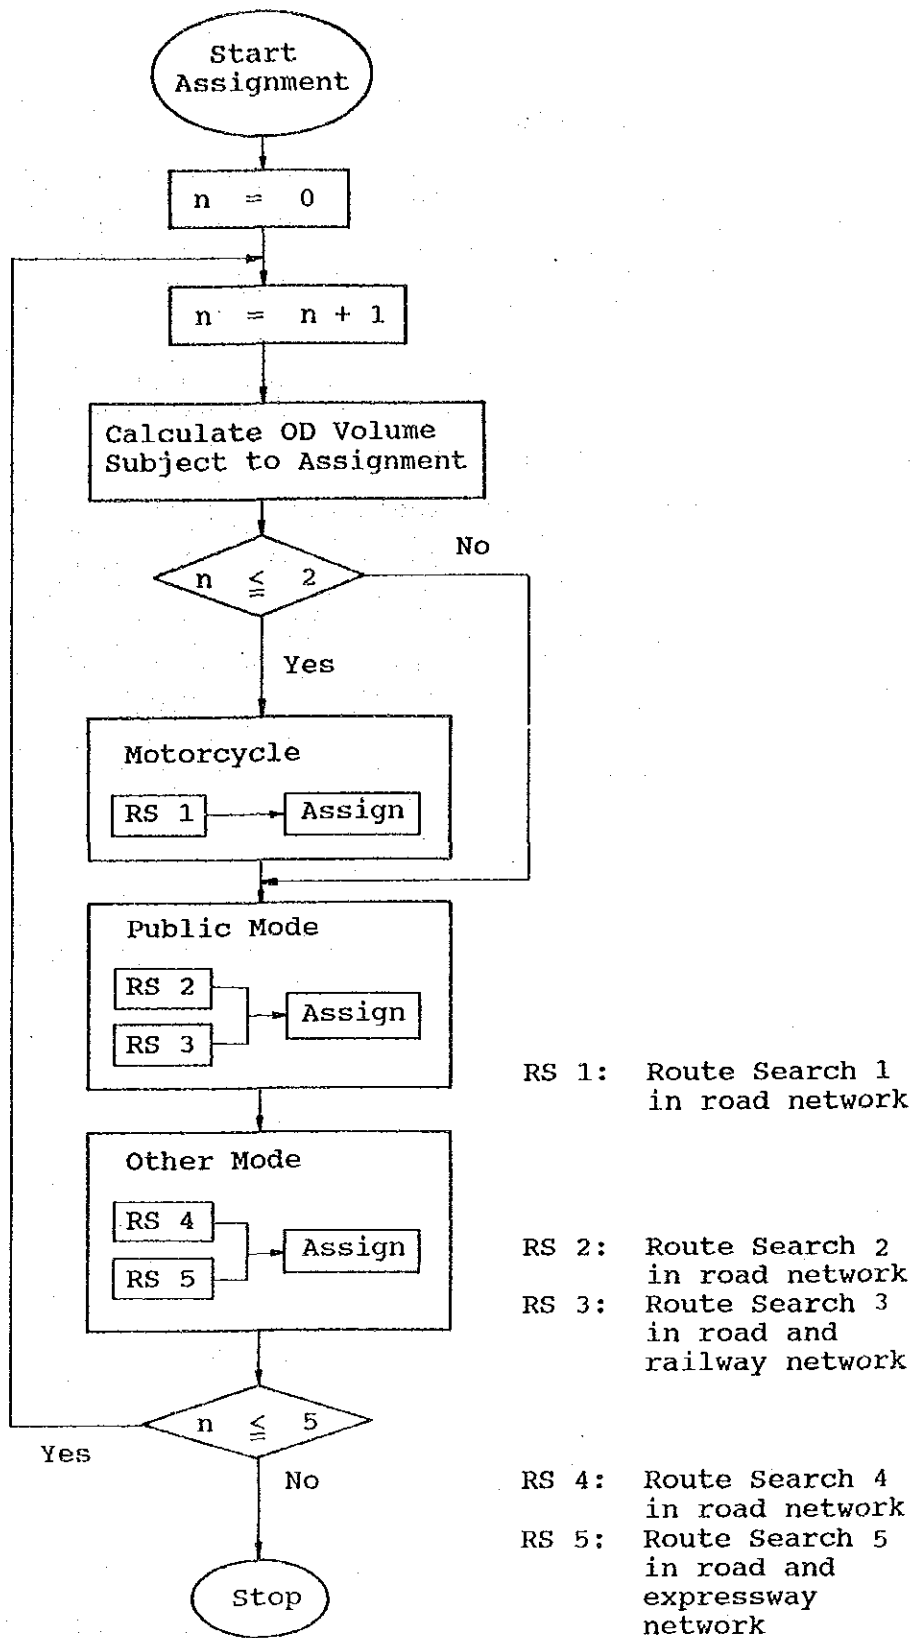 Start
Assignment
n = 0
n = n + 1
Calculate OD Volume
Subject to Assignment
n ≦ 2
No
Yes
Motorcycle
RS 1
Assign
Public Mode
RS 2
RS 3
Assign
Other Mode
RS 4
RS 5
Assign
n ≦ 5
Yes
No
Stop
RS 1: Route Search 1
in road network
RS 2: Route Search 2
in road network
RS 3: Route Search 3
in road and
railway network
RS 4: Route Search 4
in road network
RS 5: Route Search 5
in road and
expressway
network